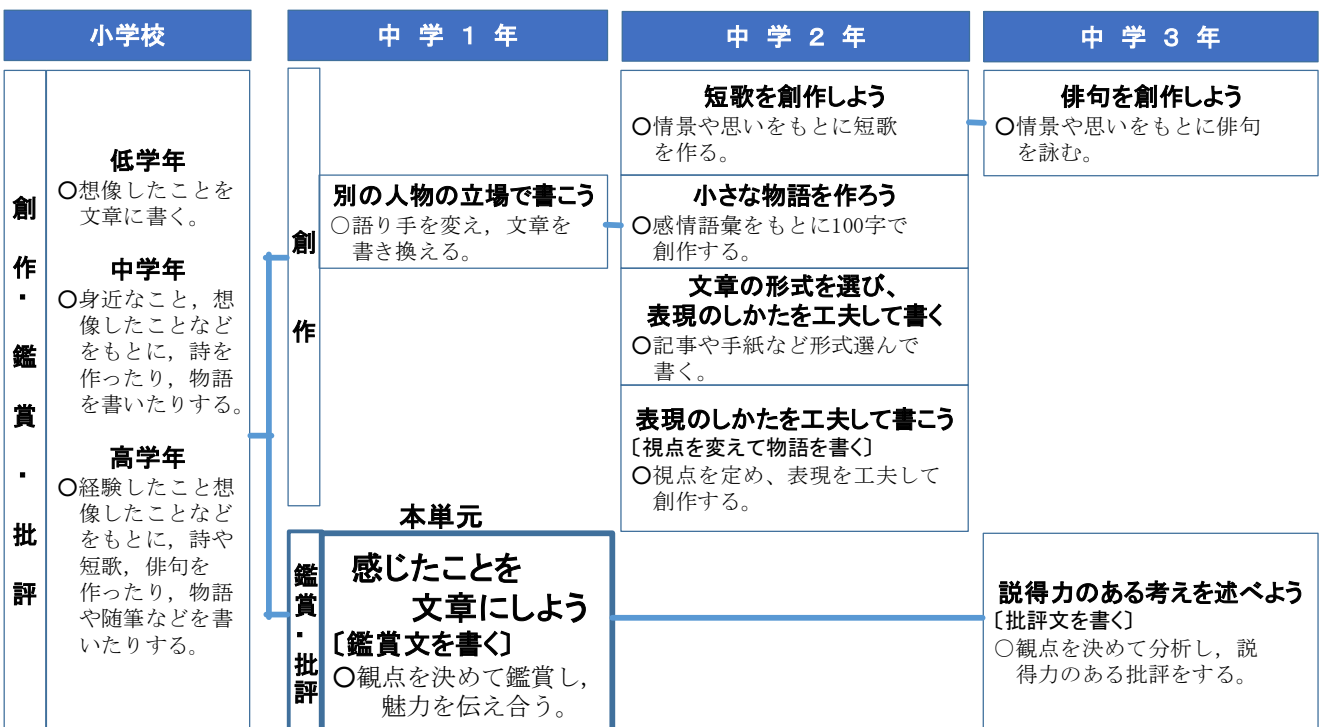 小学校
中 学 1 年
中 学 2 年
中 学 3 年
創作・鑑賞・批評
低学年
○想像したことを
文章に書く。
中学年
○身近なこと，想
像したことなど
をもとに，詩を
作ったり，物語
を書いたりする。
高学年
○経験したこと想
像したことなど
をもとに，詩や
短歌，俳句を
作ったり，物語
や随筆などを書
いたりする。
創作
別の人物の立場で書こう
○語り手を変え，文章を
書き換える。
短歌を創作しよう
○情景や思いをもとに短歌
を作る。
小さな物語を作ろう
○感情語彙をもとに100字で
創作する。
文章の形式を選び、
表現のしかたを工夫して書く
○記事や手紙など形式選んで
書く。
表現のしかたを工夫して書こう
〔視点を変えて物語を書く〕
○視点を定め、表現を工夫して
創作する。
俳句を創作しよう
○情景や思いをもとに俳句
を詠む。
鑑賞・批評
本単元
感じたことを
文章にしよう
〔鑑賞文を書く〕
○観点を決めて鑑賞し，
魅力を伝え合う。
説得力のある考えを述べよう
〔批評文を書く〕
○観点を決めて分析し，説
得力のある批評をする。